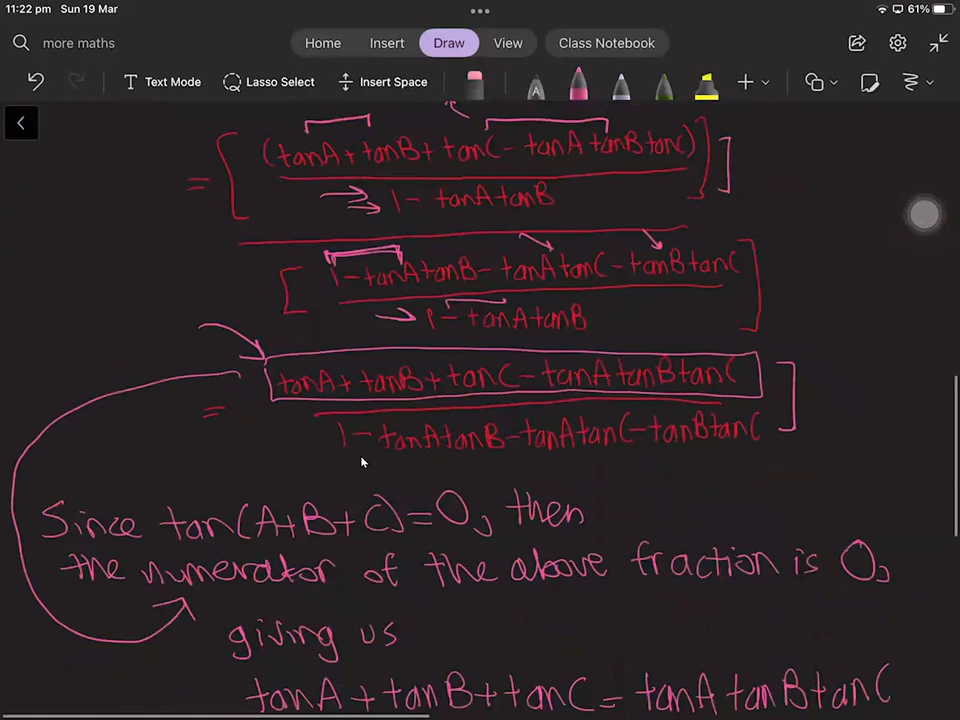 11:22 pm Sun 19 Mar 61%
more maths Home Insert Draw View Class Notebook
Text Mode Lasso Select Insert Space A
(tanA + tanB + tanC - tanA tanB tanC)
= 1 - tanA tanB
1 - tanA tanB - tanA tanC - tanB tanC
1 - tanA tanB
tanA + tanB + tanC - tanA tanB tanC
=
1 - tanA tanB - tanA tanC - tanB tanC
Since tan(A+B+C) = 0, then
the numerator of the above fraction is 0,
giving us
tanA + tanB + tanC = tanA tanB tanC